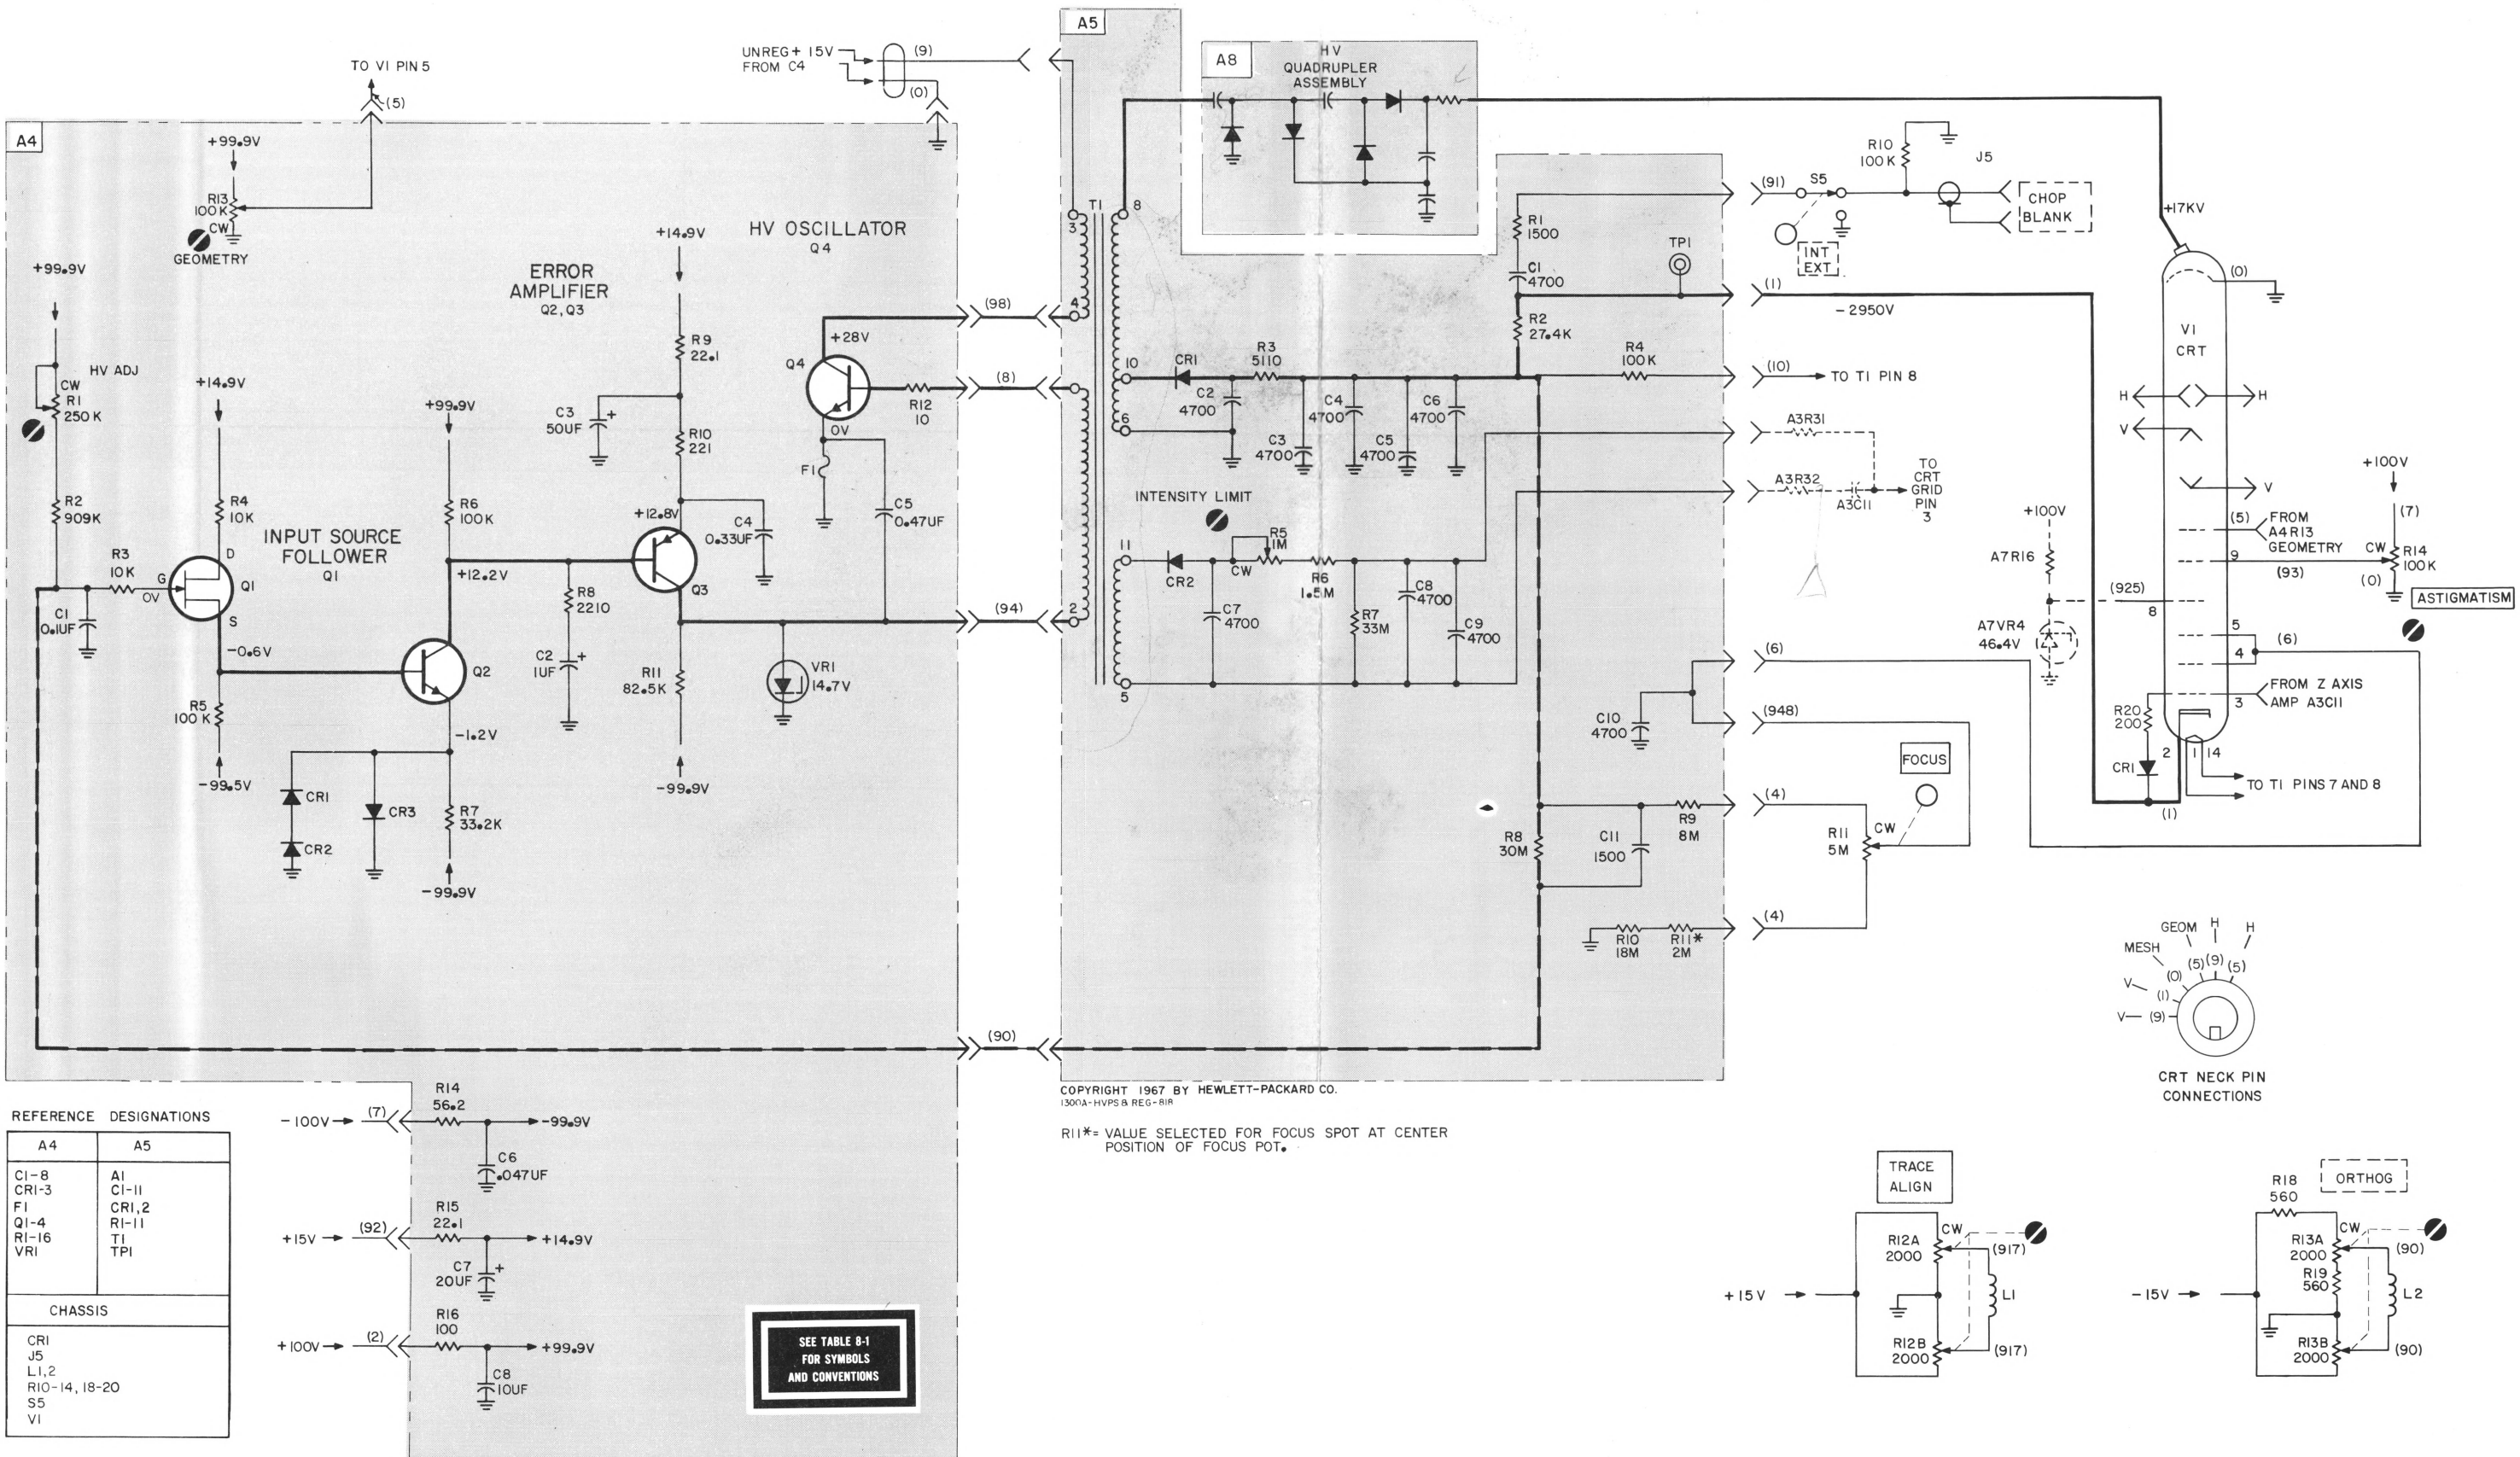 A4
TO V1 PIN 5
(5)
+99.9V
R13
100K
CW
GEOMETRY
+99.9V
HV ADJ
CW
R1
250K
R2
909K
R3
10K
C1
0.1UF
+14.9V
R4
10K
INPUT SOURCE
FOLLOWER
Q1
D
G
0V
Q1
S
-0.6V
R5
100K
-99.5V
+99.9V
R6
100K
+12.2V
Q2
-1.2V
CR1
CR2
CR3
R7
33.2K
-99.9V
ERROR
AMPLIFIER
Q2,Q3
+14.9V
R9
22.1
C3
50UF
+
R10
221
+12.8V
C4
0.33UF
Q3
R8
2210
C2
1UF
+
R11
82.5K
-99.9V
VR1
14.7V
HV OSCILLATOR
Q4
+28V
Q4
R12
10
0V
F1
C5
0.47UF
UNREG+ 15V
FROM C4
(9)
(0)
(98)
(8)
(94)
(90)
A5
T1
3
4
2
8
10
6
11
5
A8
HV
QUADRUPLER
ASSEMBLY
CR1
R3
5110
C2
4700
C3
4700
C4
4700
C5
4700
C6
4700
R1
1500
C1
4700
R2
27.4K
TP1
R4
100K
INTENSITY LIMIT
CR2
CW
R5
1M
R6
1.5M
C7
4700
R7
33M
C8
4700
C9
4700
C10
4700
R8
30M
C11
1500
R9
8M
R10
18M
R11*
2M
(91)
S5
INT
EXT
R10
100K
J5
CHOP
BLANK
(1)
-2950V
(10)
TO T1 PIN 8
A3R31
A3R32
A3C11
TO
CRT
GRID
PIN
3
(6)
(948)
FOCUS
(4)
R11
5M
CW
(4)
+17KV
(0)
V1
CRT
H
H
V
V
(5)
FROM
A4R13
GEOMETRY
9
(93)
+100V
(7)
CW
R14
100K
(0)
ASTIGMATISM
+100V
A7R16
(925)
8
A7VR4
46.4V
5
4
(6)
FROM Z AXIS
AMP A3C11
3
R20
200
CR1
2
1
14
TO T1 PINS 7 AND 8
(1)
GEOM
H
H
MESH
(5)
(9)
(5)
(0)
V
(1)
V
(9)
CRT NECK PIN
CONNECTIONS
COPYRIGHT 1967 BY HEWLETT-PACKARD CO.
1300A-HVPS & REG-81R
R11*= VALUE SELECTED FOR FOCUS SPOT AT CENTER
POSITION OF FOCUS POT.
REFERENCE DESIGNATIONS
A4
A5
C1-8
CR1-3
F1
Q1-4
R1-16
VR1
A1
C1-11
CR1,2
R1-11
T1
TP1
CHASSIS
CR1
J5
L1,2
R10-14, 18-20
S5
V1
-100V
(7)
R14
56.2
-99.9V
C6
.047UF
+15V
(92)
R15
22.1
+14.9V
C7
20UF
+
+100V
(2)
R16
100
+99.9V
C8
10UF
SEE TABLE 8-1
FOR SYMBOLS
AND CONVENTIONS
TRACE
ALIGN
+15V
CW
R12A
2000
(917)
L1
R12B
2000
(917)
ORTHOG
R18
560
-15V
CW
R13A
2000
(90)
R19
560
L2
R13B
2000
(90)